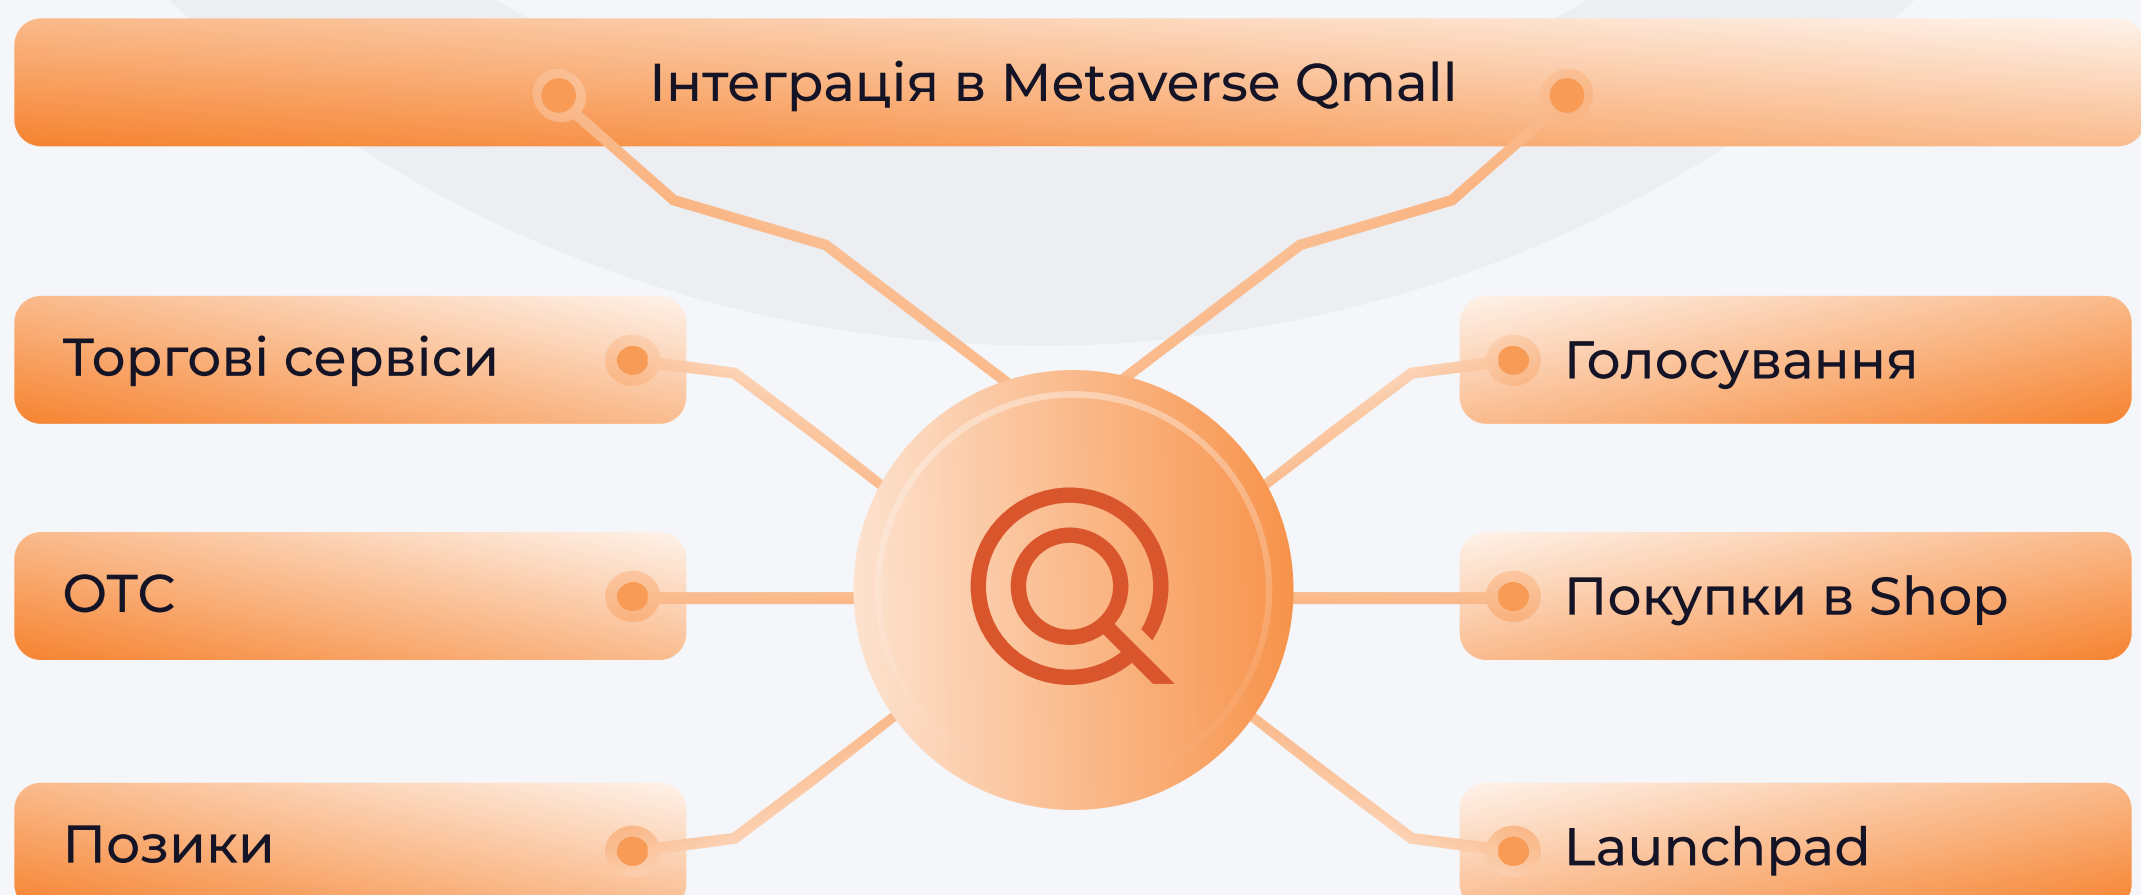 Інтеграція в Metaverse Qmall
Торгові сервіси
Голосування
OTC
Покупки в Shop
Позики
Launchpad